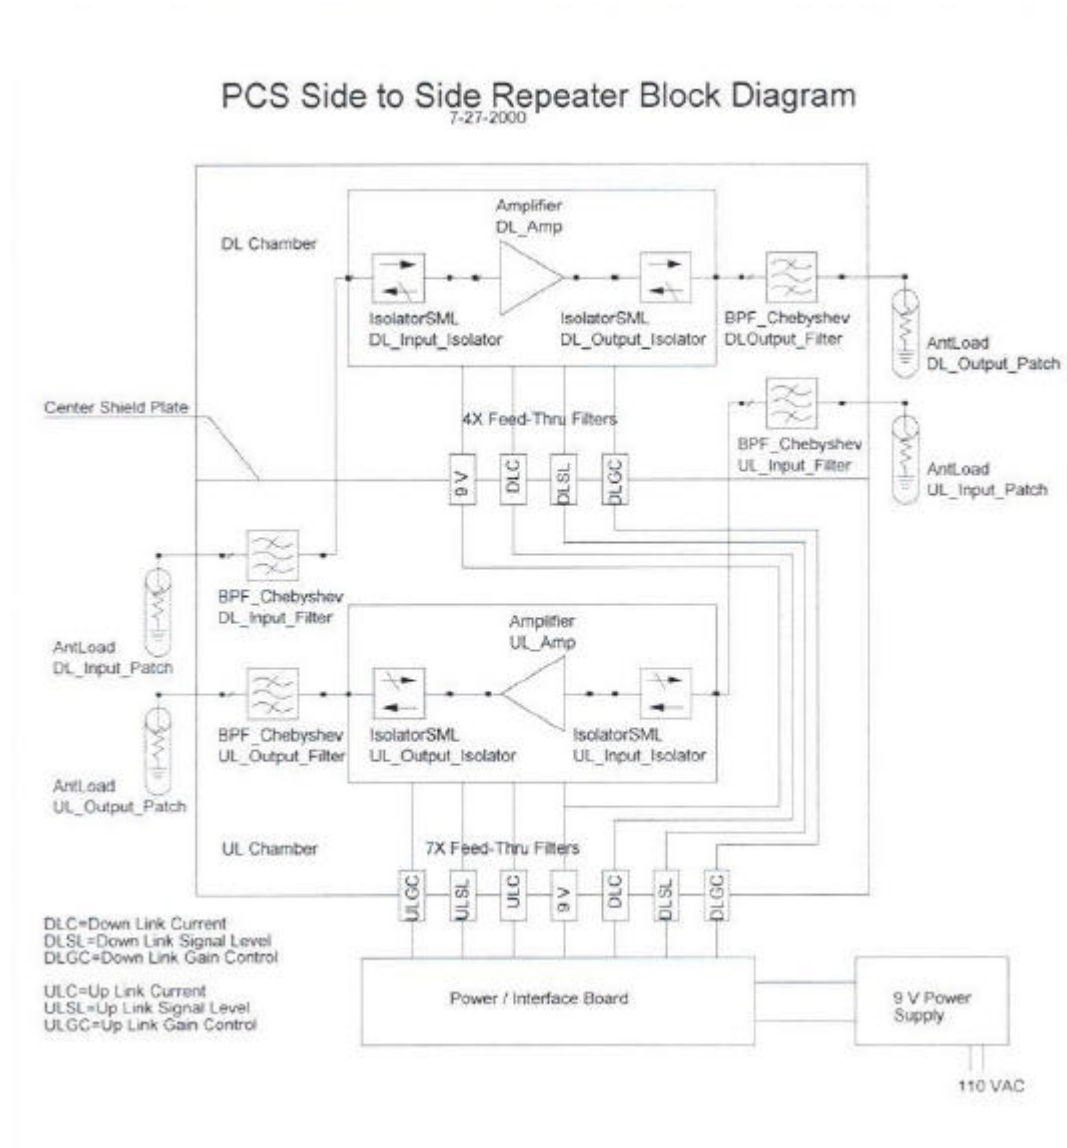 PCS Side to Side Repeater Block Diagram
7-27-2000
Amplifier
DL_Amp
DL Chamber
IsolatorSML
DL_Input_Isolator
IsolatorSML
DL_Output_Isolator
BPF_Chebyshev
DLOutput_Filter
AntLoad
DL_Output_Patch
Center Shield Plate
4X Feed-Thru Filters
BPF_Chebyshev
UL_Input_Filter
AntLoad
UL_Input_Patch
9 V
DLC
DLSL
DLGC
BPF_Chebyshev
DL_Input_Filter
AntLoad
DL_Input_Patch
Amplifier
UL_Amp
BPF_Chebyshev
UL_Output_Filter
IsolatorSML
UL_Output_Isolator
IsolatorSML
UL_Input_Isolator
AntLoad
UL_Output_Patch
UL Chamber
7X Feed-Thru Filters
ULGC
ULSL
ULC
9 V
DLC
DLSL
DLGC
DLC=Down Link Current
DLSL=Down Link Signal Level
DLGC=Down Link Gain Control
ULC=Up Link Current
ULSL=Up Link Signal Level
ULGC=Up Link Gain Control
Power / Interface Board
9 V Power
Supply
110 VAC